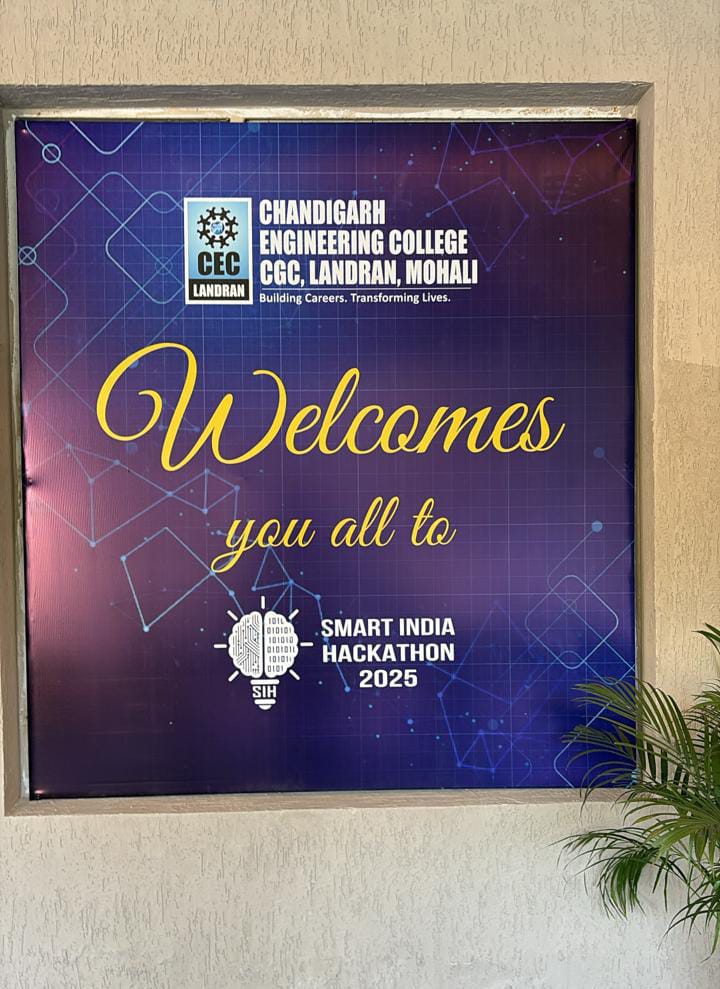 CEC
LANDRAN
CHANDIGARH
ENGINEERING COLLEGE
CGC, LANDRAN, MOHALI
Building Careers. Transforming Lives.
Welcomes
you all to
SIH
SMART INDIA
HACKATHON
2025